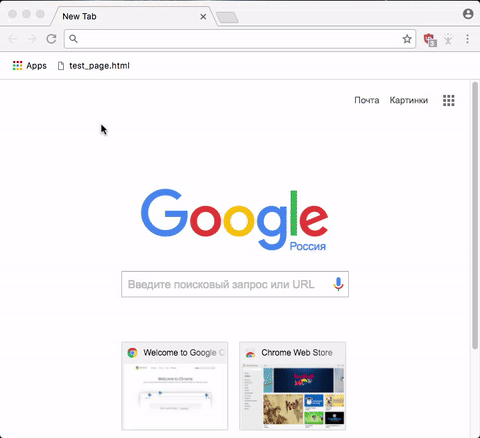 New Tab
Apps
test_page.html
Почта
Картинки
Google
Россия
Введите поисковый запрос или URL
Welcome to Google C
Chrome Web Store